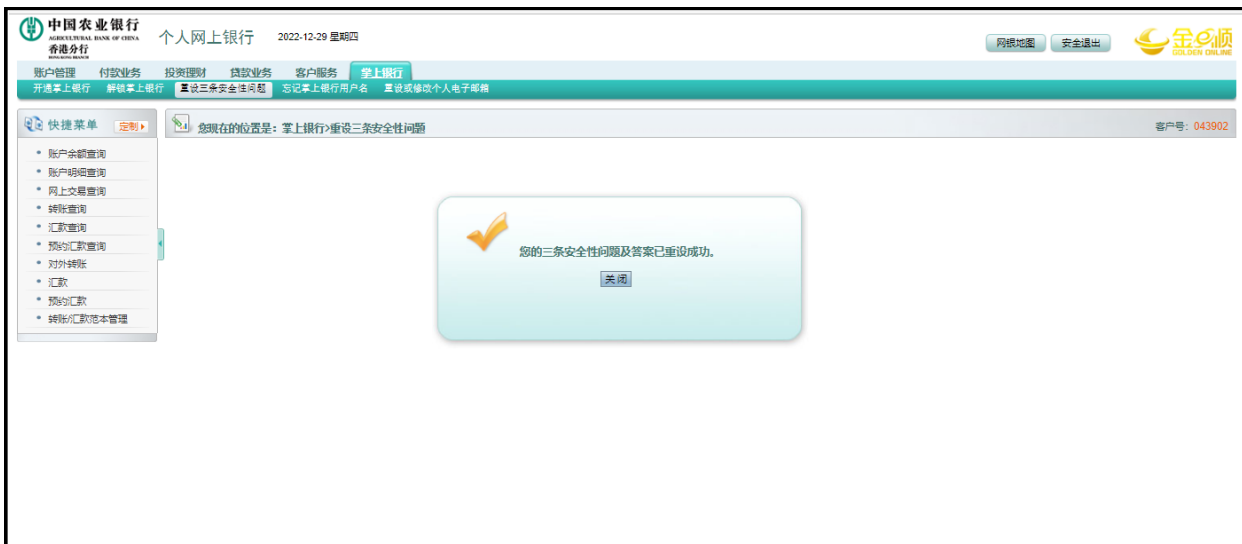 中国农业银行
AGRICULTURAL BANK OF CHINA
香港分行
HONG KONG BRANCH
个人网上银行 2022-12-29 星期四
网银地图 安全退出
金e顺
GOLDEN ONLINE
账户管理 付款业务 投资理财 贷款业务 客户服务 掌上银行
开通掌上银行 解锁掌上银行 重设三条安全性问题 忘记掌上银行用户名 重设或修改个人电子邮箱
快捷菜单 定制
您现在的位置是：掌上银行>重设三条安全性问题 客户号：043902
账户余额查询
账户明细查询
网上交易查询
转账查询
汇款查询
预约汇款查询
对外转账
汇款
预约汇款
转账/汇款范本管理
您的三条安全性问题及答案已重设成功。
关闭